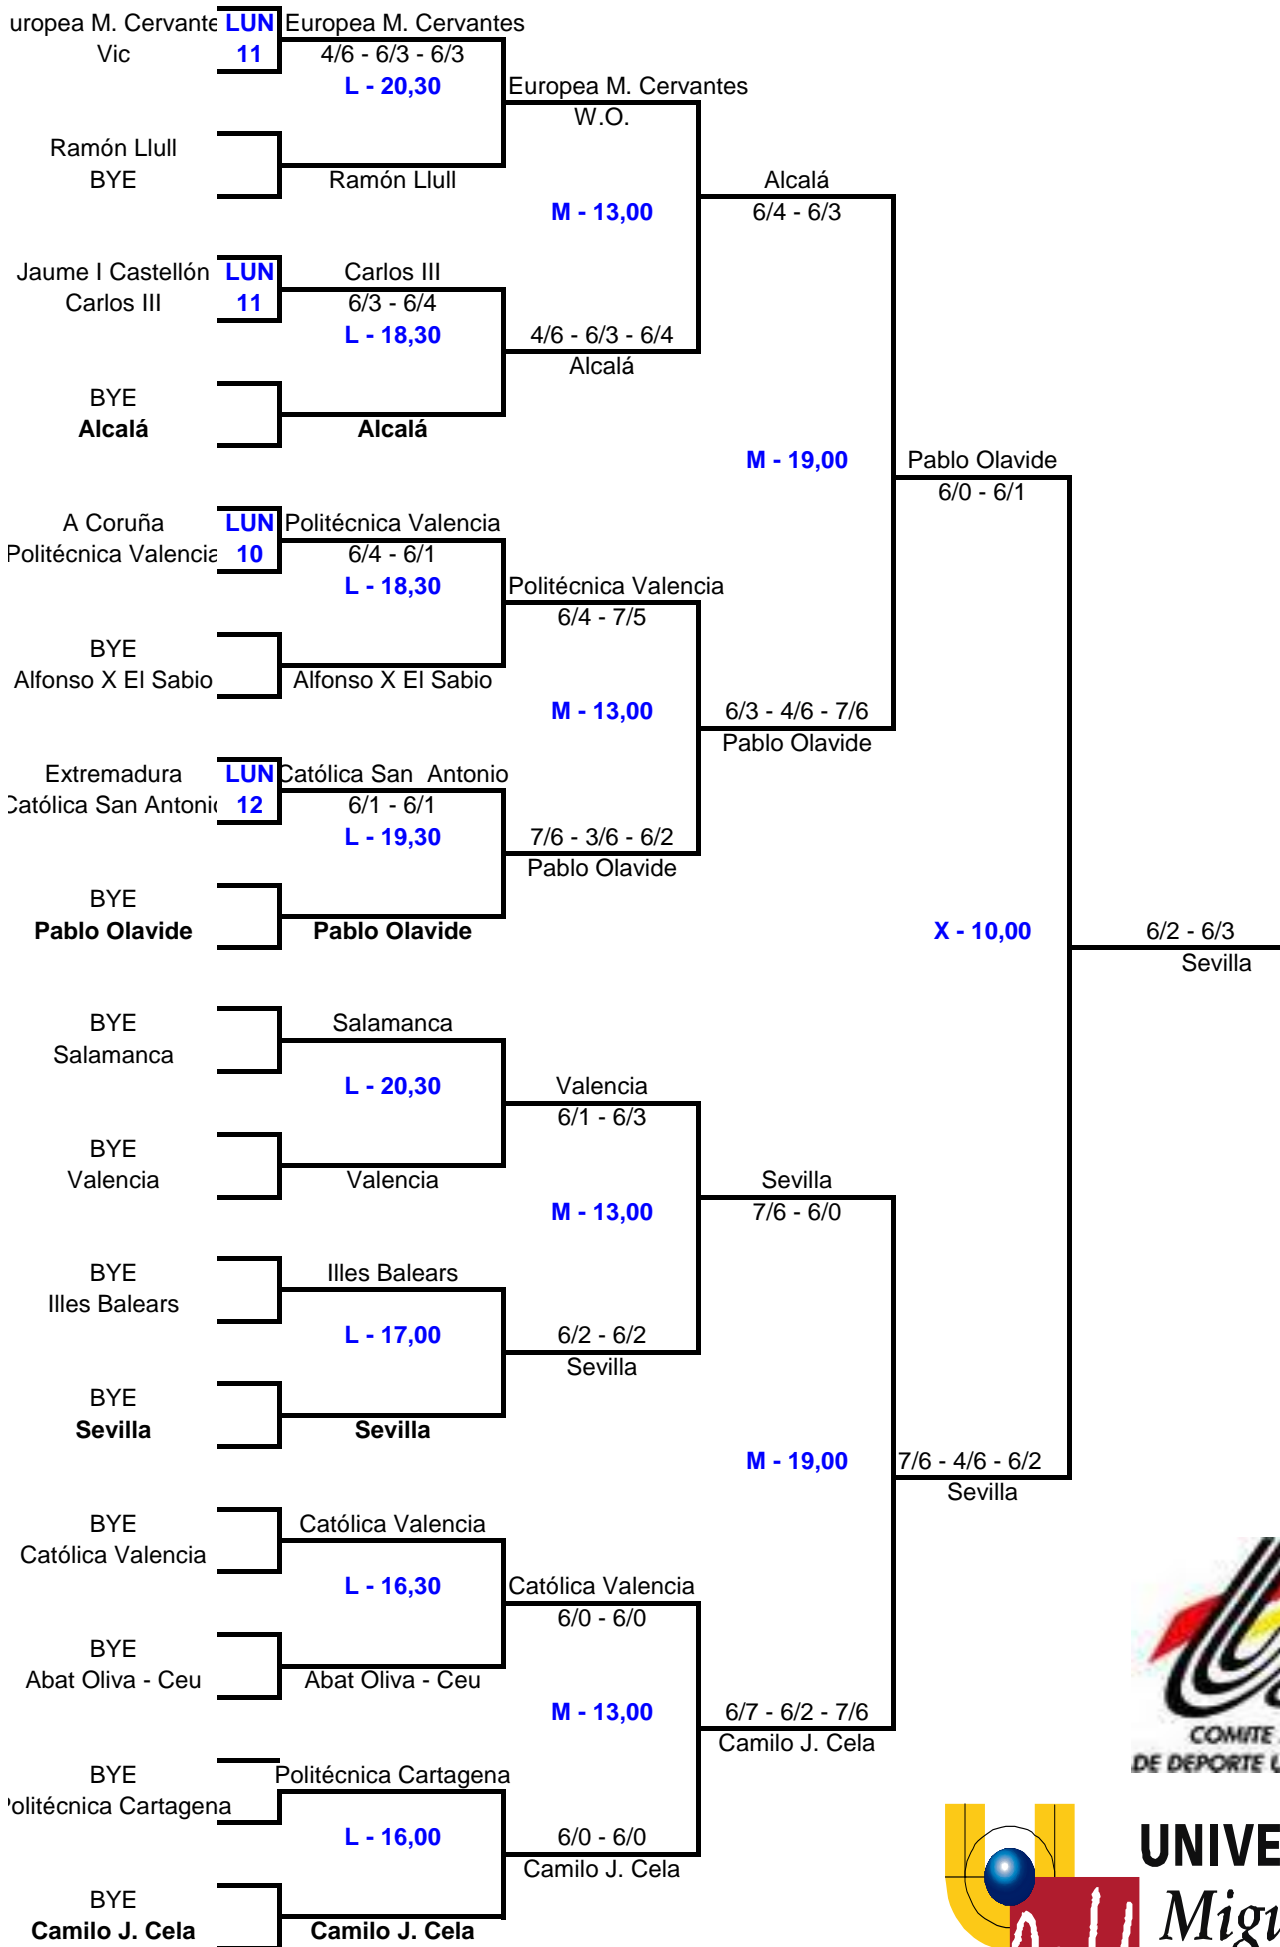 uropea M. Cervante LUN Europea M. Cervantes
Vic 11 4/6 - 6/3 - 6/3
L - 20,30 Europea M. Cervantes
W.O.
Ramón Llull
BYE Ramón Llull Alcalá
M - 13,00 6/4 - 6/3
Jaume I Castellón LUN Carlos III
Carlos III 11 6/3 - 6/4
L - 18,30 4/6 - 6/3 - 6/4
Alcalá
BYE
Alcalá Alcalá
M - 19,00 Pablo Olavide
6/0 - 6/1
A Coruña LUN Politécnica Valencia
Politécnica Valencia 10 6/4 - 6/1
L - 18,30 Politécnica Valencia
6/4 - 7/5
BYE
Alfonso X El Sabio Alfonso X El Sabio
M - 13,00 6/3 - 4/6 - 7/6
Pablo Olavide
Extremadura LUN Católica San Antonio
Católica San Antonio 12 6/1 - 6/1
L - 19,30 7/6 - 3/6 - 6/2
Pablo Olavide
BYE
Pablo Olavide Pablo Olavide X - 10,00 6/2 - 6/3
Sevilla
BYE Salamanca
Salamanca
L - 20,30 Valencia
6/1 - 6/3
BYE
Valencia Valencia Sevilla
M - 13,00 7/6 - 6/0
BYE Illes Balears
Illes Balears
L - 17,00 6/2 - 6/2
Sevilla
BYE
Sevilla Sevilla
M - 19,00 7/6 - 4/6 - 6/2
Sevilla
BYE Católica Valencia
Católica Valencia
L - 16,30 Católica Valencia
6/0 - 6/0
BYE
Abat Oliva - Ceu Abat Oliva - Ceu
M - 13,00 6/7 - 6/2 - 7/6
Camilo J. Cela
COMITE
DE DEPORTE U
BYE Politécnica Cartagena
Politécnica Cartagena
L - 16,00 6/0 - 6/0
Camilo J. Cela
BYE
Camilo J. Cela Camilo J. Cela
UNIVE
Migu